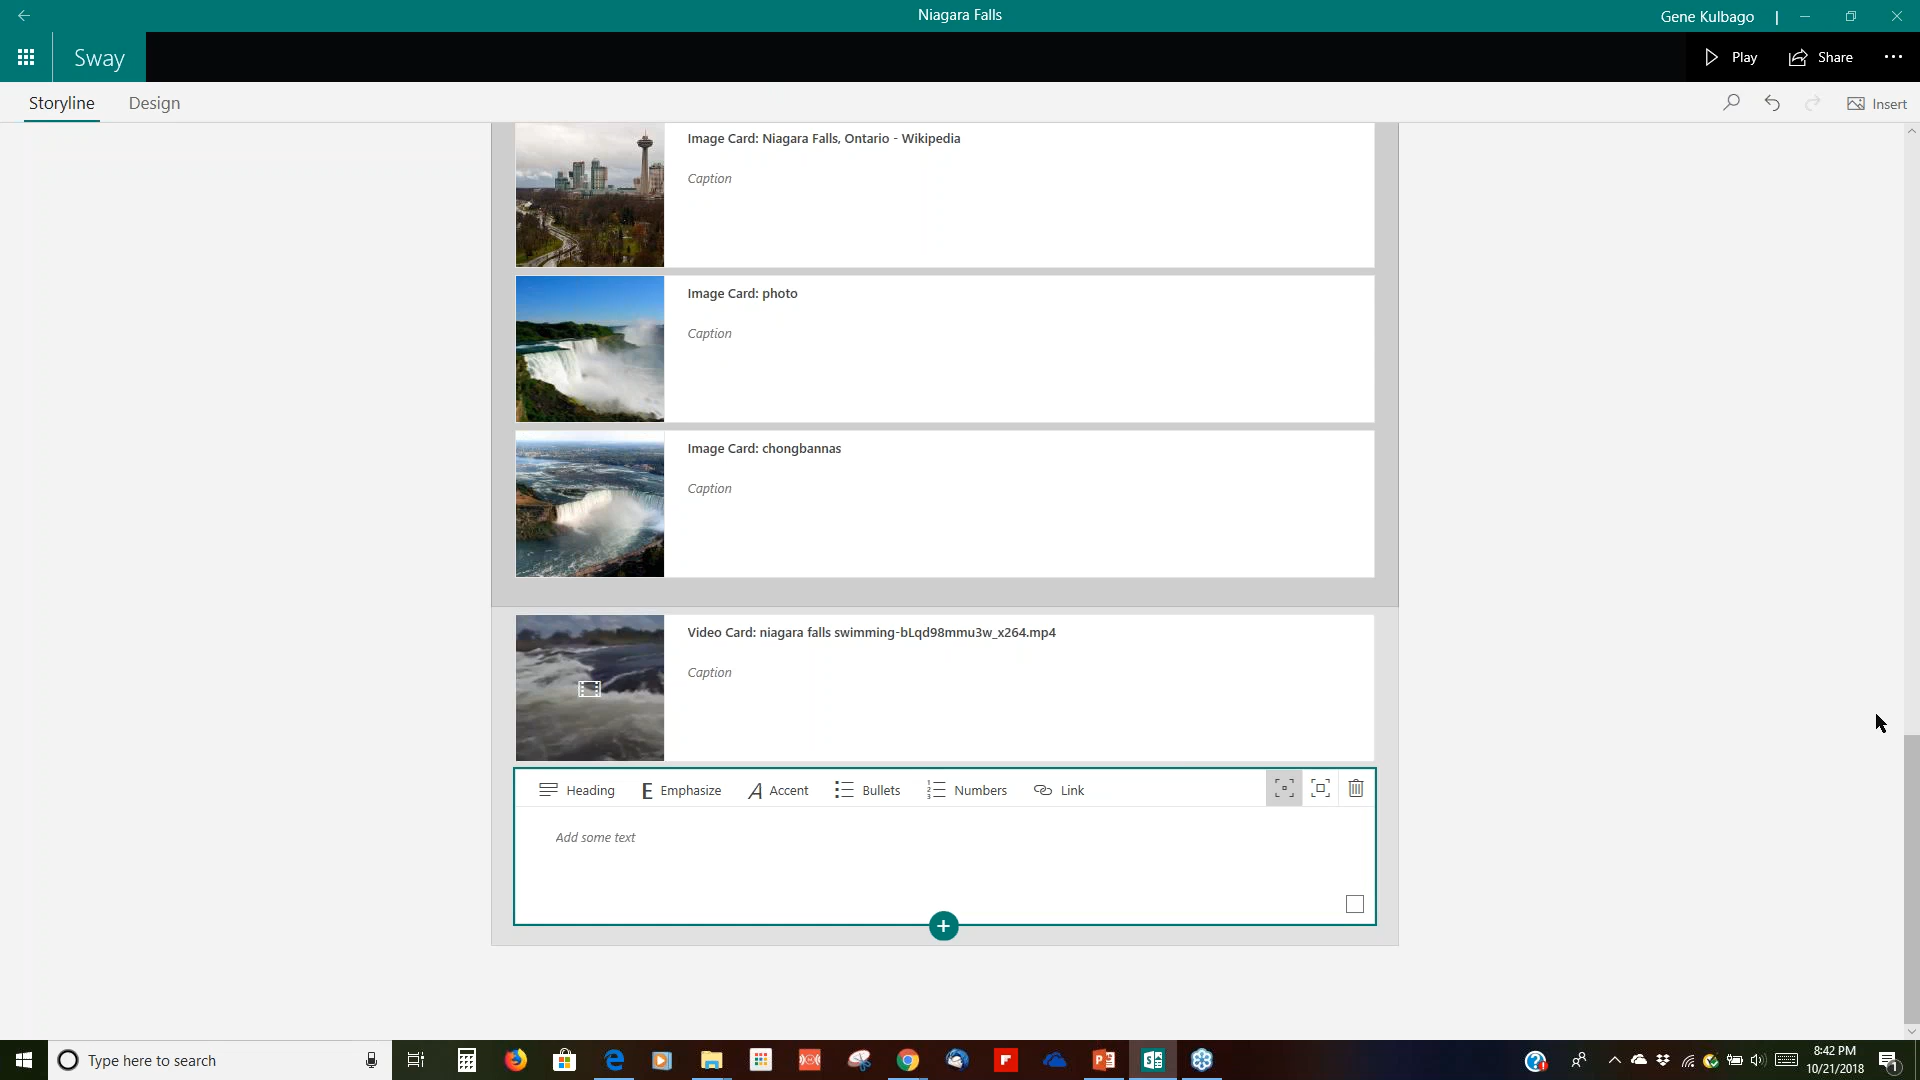 Niagara Falls
Gene Kulbago
Sway
Play
Share
Storyline
Design
Insert
Image Card: Niagara Falls, Ontario - Wikipedia
Caption
Image Card: photo
Caption
Image Card: chongbannas
Caption
Video Card: niagara falls swimming-bLqd98mmu3w_x264.mp4
Caption
Heading
E Emphasize
A Accent
Bullets
Numbers
Link
Add some text
Type here to search
8:42 PM
10/21/2018